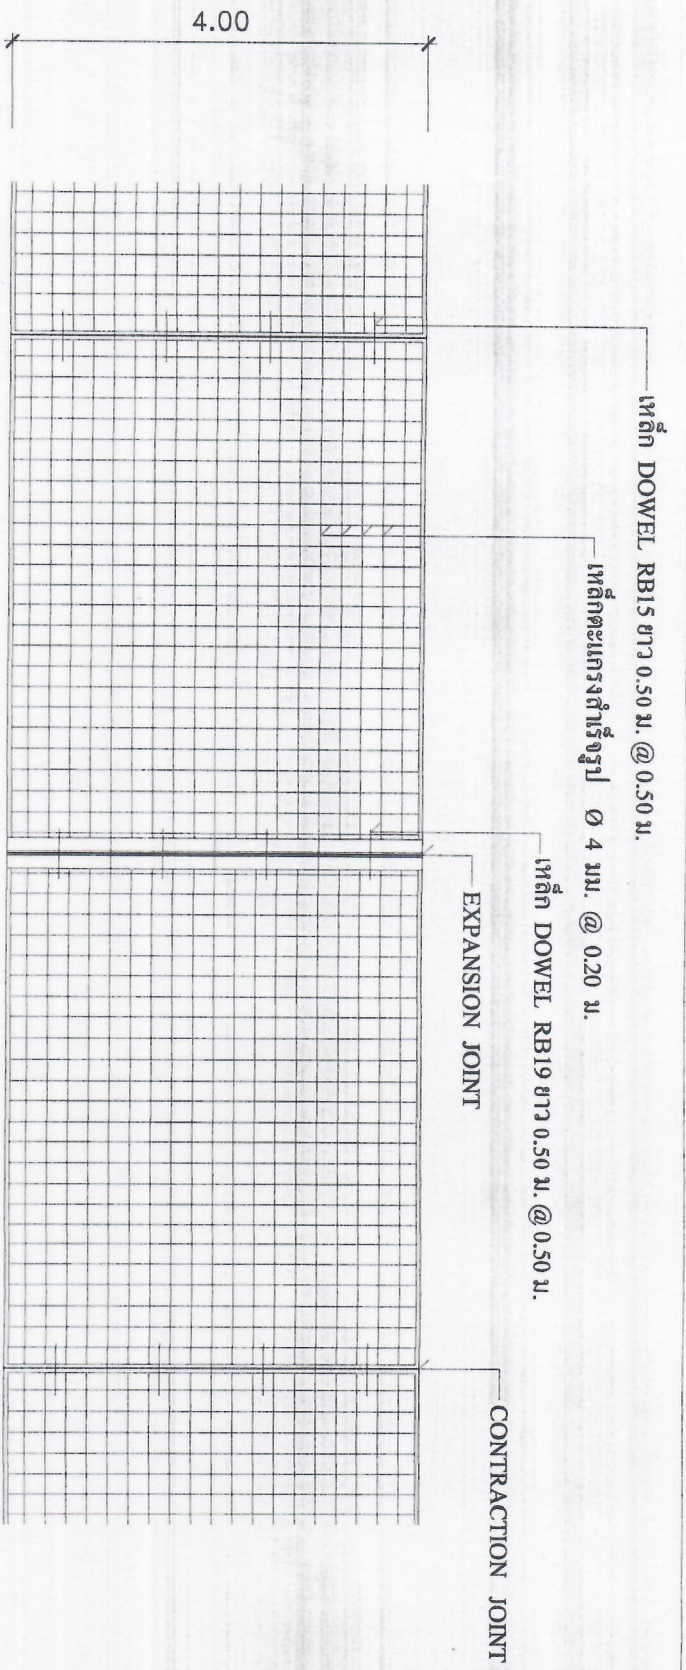 4.00
เหล็ก DOWEL RB15 ยาว 0.50 ม. @ 0.50 ม.
เหล็กตะแกรงสำเร็จรูป Ø 4 มม. @ 0.20 ม.
เหล็ก DOWEL RB19 ยาว 0.50 ม. @ 0.50 ม.
EXPANSION JOINT
CONTRACTION JOINT